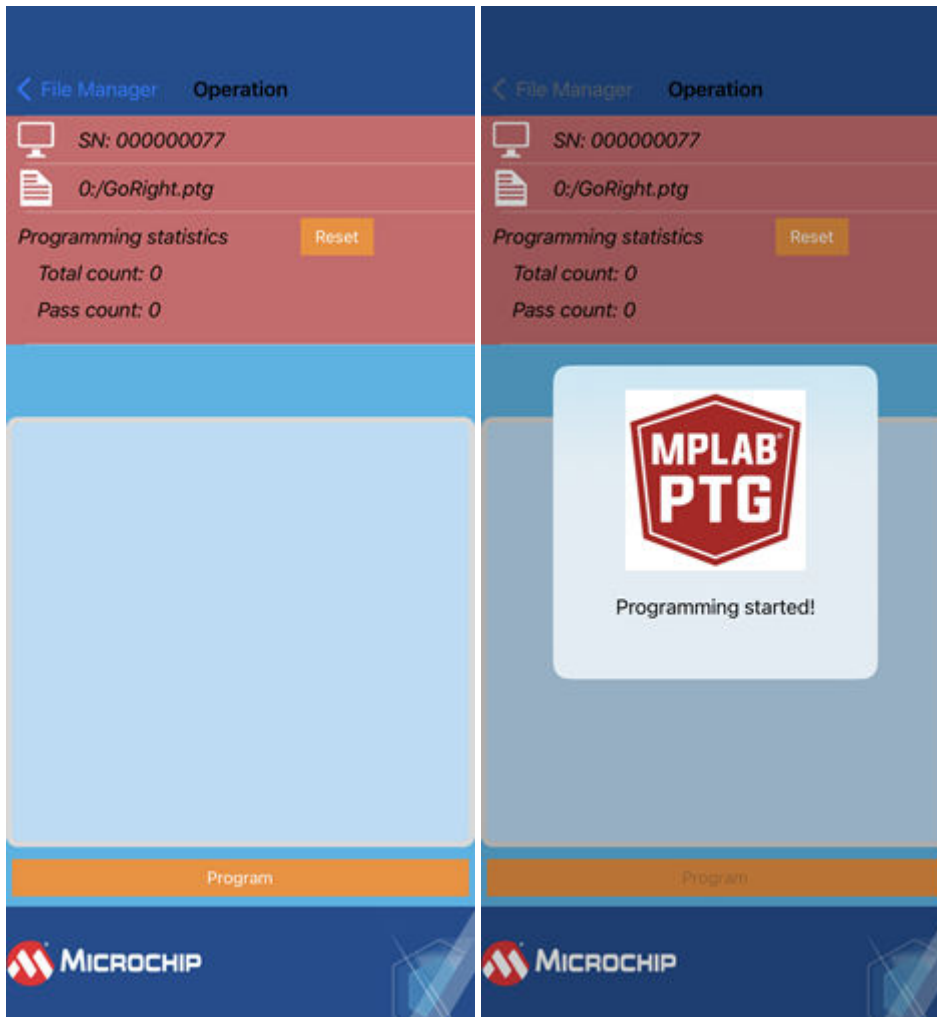 File Manager Operation
SN: 000000077
0:/GoRight.ptg
Programming statistics Reset
Total count: 0
Pass count: 0
Program
MICROCHIP
File Manager Operation
SN: 000000077
0:/GoRight.ptg
Programming statistics Reset
Total count: 0
Pass count: 0
MPLAB®
PTG
Programming started!
Program
MICROCHIP